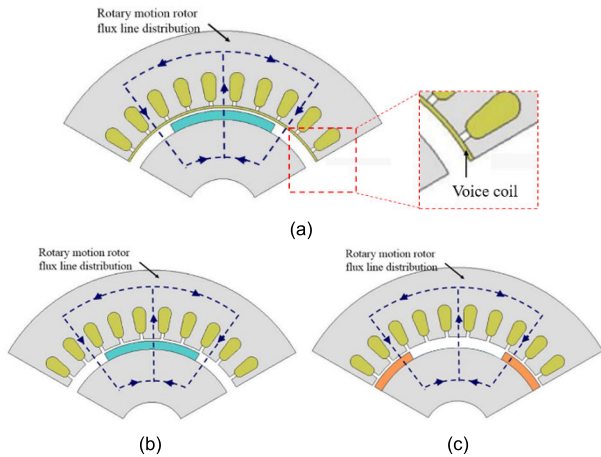 Rotary motion rotor
flux line distribution
Voice coil
(a)
Rotary motion rotor
flux line distribution
Rotary motion rotor
flux line distribution
(b)
(c)